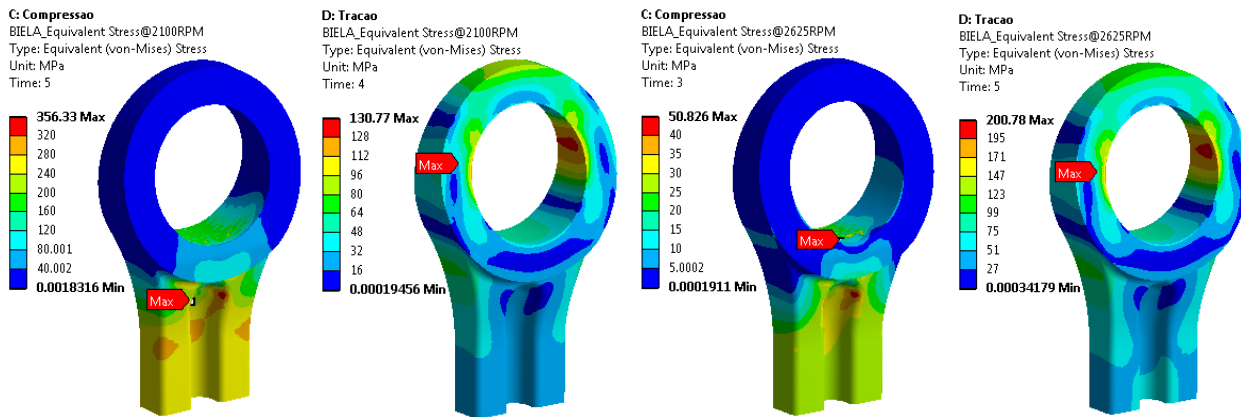 C: Compressao
BIELA_Equivalent Stress@2100RPM
Type: Equivalent (von-Mises) Stress
Unit: MPa
Time: 5
356.33 Max
320
280
240
200
160
120
80.001
40.002
0.0018316 Min
Max
D: Tracao
BIELA_Equivalent Stress@2100RPM
Type: Equivalent (von-Mises) Stress
Unit: MPa
Time: 4
130.77 Max
128
112
96
80
64
48
32
16
0.00019456 Min
Max
C: Compressao
BIELA_Equivalent Stress@2625RPM
Type: Equivalent (von-Mises) Stress
Unit: MPa
Time: 3
50.826 Max
40
35
30
25
20
15
10
5.0002
0.0001911 Min
Max
D: Tracao
BIELA_Equivalent Stress@2625RPM
Type: Equivalent (von-Mises) Stress
Unit: MPa
Time: 5
200.78 Max
195
171
147
123
99
75
51
27
0.00034179 Min
Max